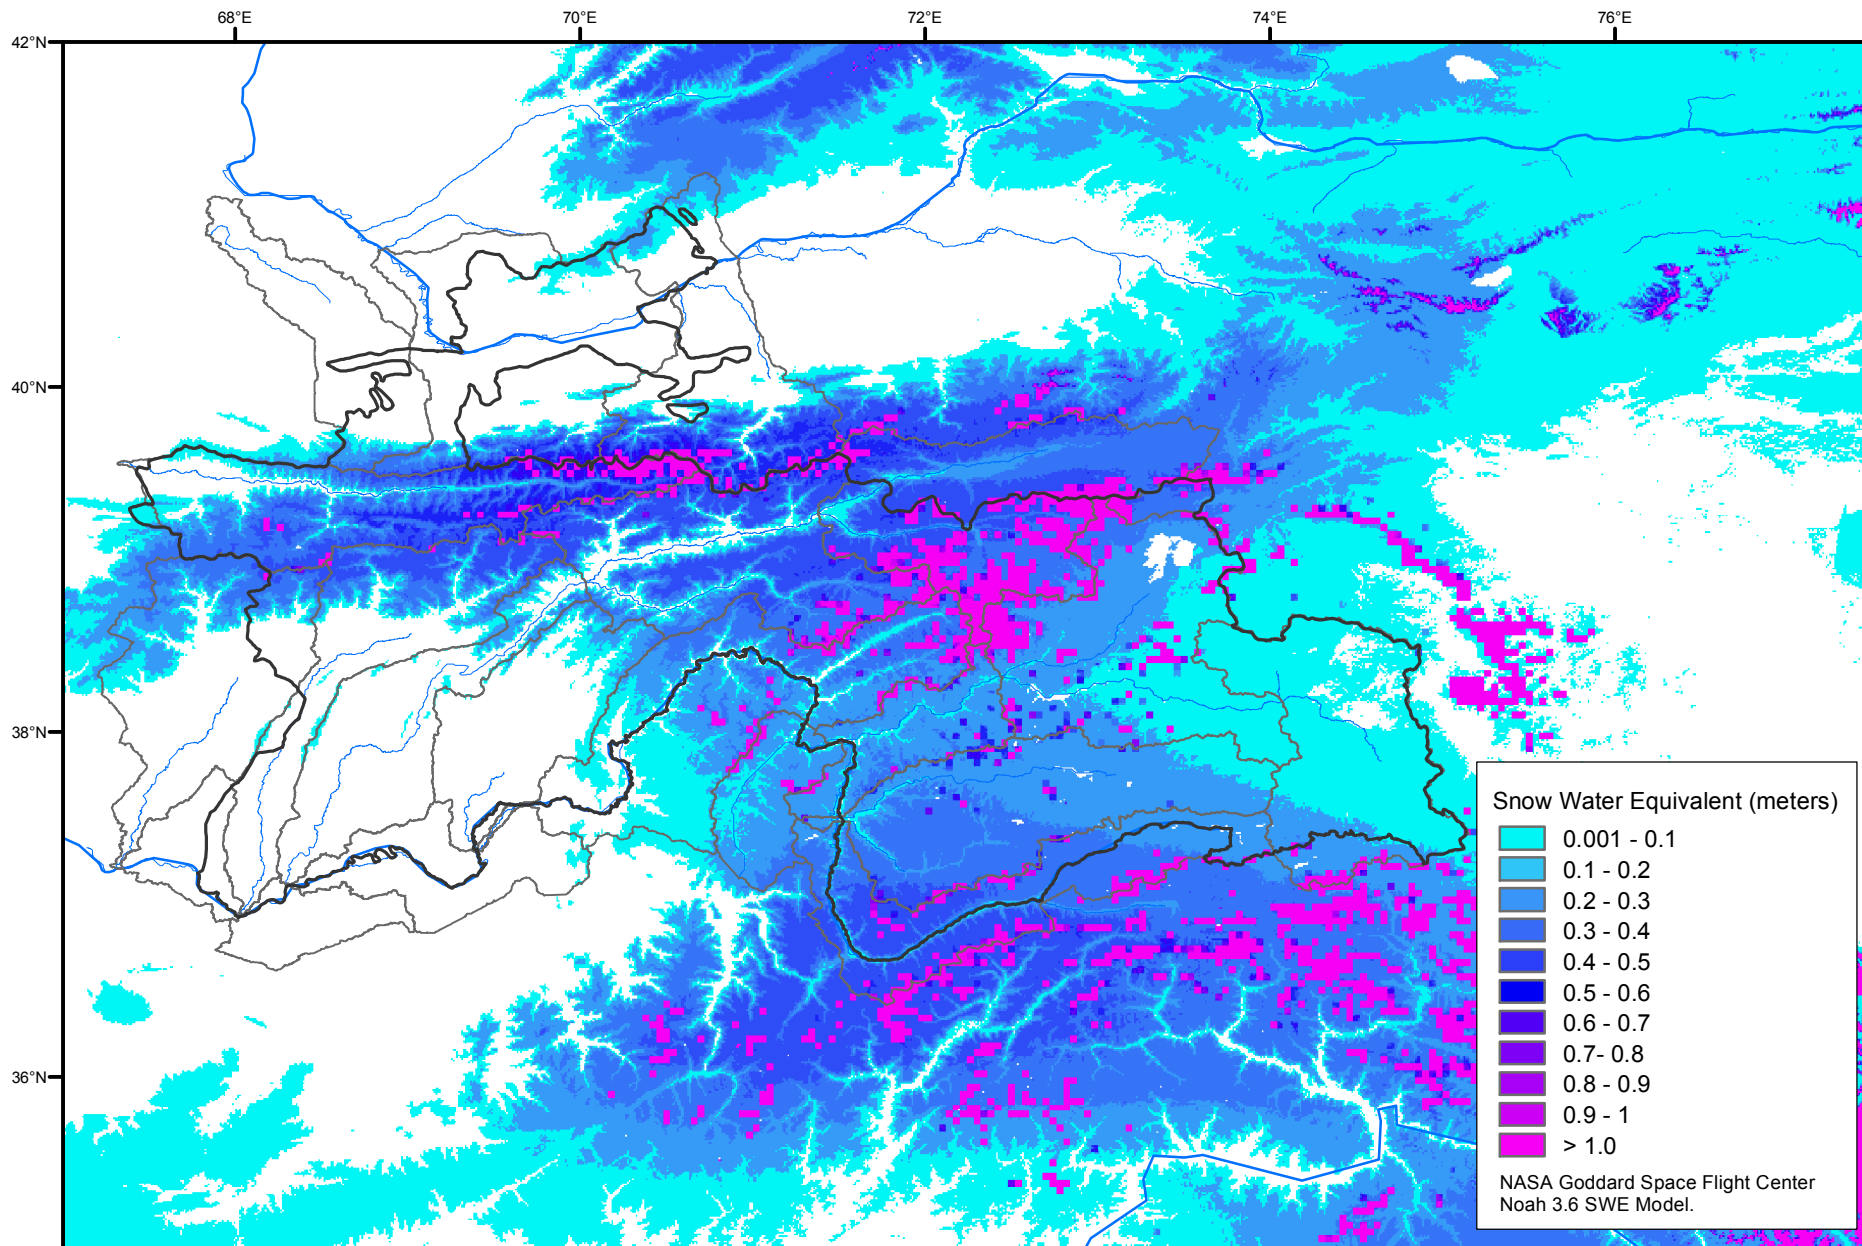 68°E 70°E 72°E 74°E 76°E
42°N
40°N
38°N
36°N
Snow Water Equivalent (meters)
0.001 - 0.1
0.1 - 0.2
0.2 - 0.3
0.3 - 0.4
0.4 - 0.5
0.5 - 0.6
0.6 - 0.7
0.7- 0.8
0.8 - 0.9
0.9 - 1
> 1.0
NASA Goddard Space Flight Center
Noah 3.6 SWE Model.